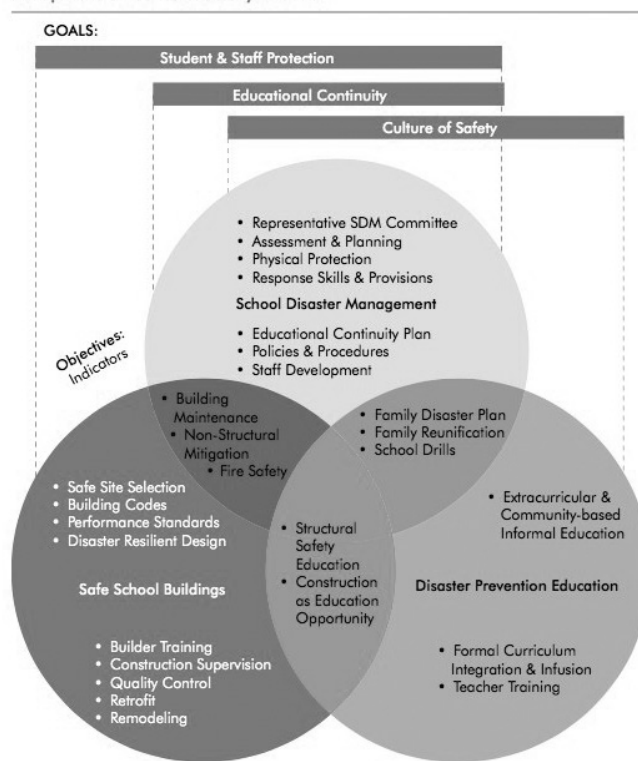 GOALS:
Student & Staff Protection
Educational Continuity
Culture of Safety
• Representative SDM Committee
• Assessment & Planning
• Physical Protection
• Response Skills & Provisions
School Disaster Management
• Educational Continuity Plan
• Policies & Procedures
• Staff Development
Objectives:
Indicators
• Building
Maintenance
• Non-Structural
Mitigation
• Fire Safety
• Family Disaster Plan
• Family Reunification
• School Drills
• Safe Site Selection
• Building Codes
• Performance Standards
• Disaster Resilient Design
Safe School Buildings
• Builder Training
• Construction Supervision
• Quality Control
• Retrofit
• Remodeling
• Structural
Safety
Education
• Construction
as Education
Opportunity
• Extracurricular &
Community-based
Informal Education
Disaster Prevention Education
• Formal Curriculum
Integration & Infusion
• Teacher Training